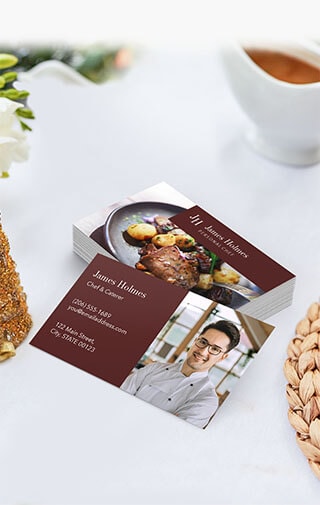 JH
James Holmes
PERSONAL CHEF
James Holmes
Chef & Caterer
(206) 555-1689
you@emailaddress.com
122 Main Street,
City, STATE 00123